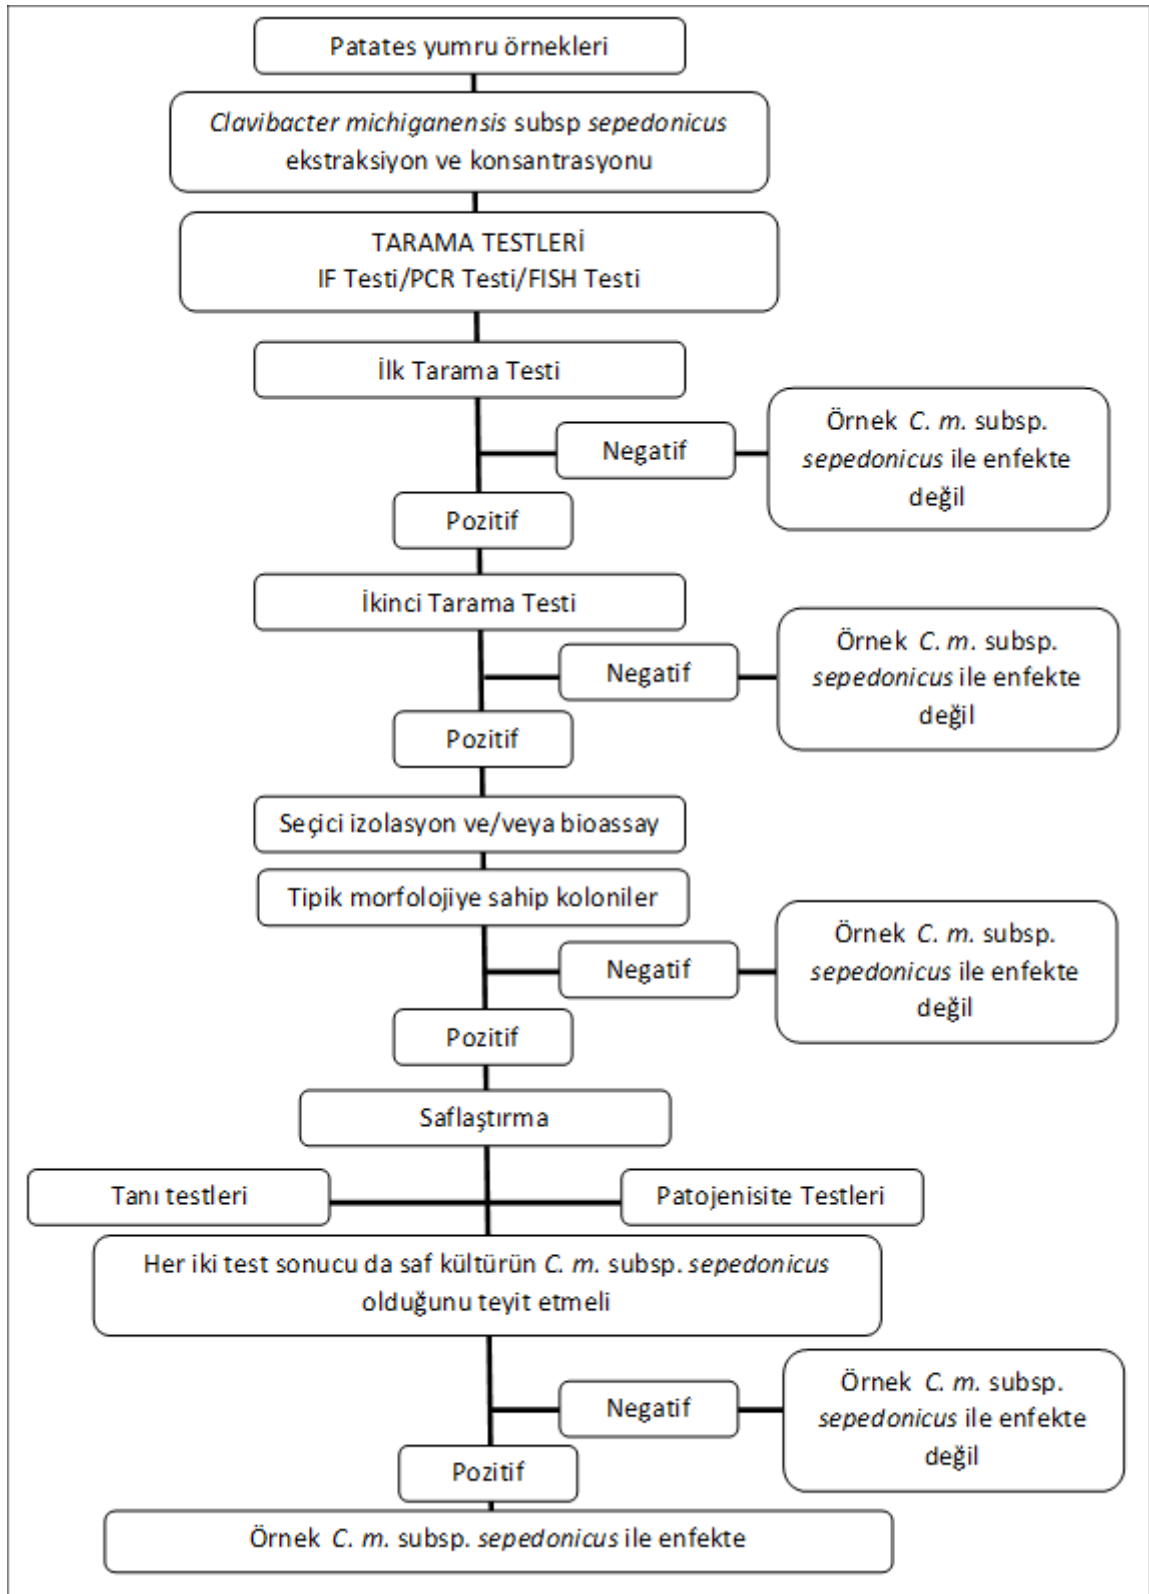 Patates yumru örnekleri
Clavibacter michiganensis subsp sepedonicus
ekstraksiyon ve konsantrasyonu
TARAMA TESTLERİ
IF Testi/PCR Testi/FISH Testi
İlk Tarama Testi
Negatif
Örnek C. m. subsp.
sepedonicus ile enfekte
değil
Pozitif
İkinci Tarama Testi
Negatif
Örnek C. m. subsp.
sepedonicus ile enfekte
değil
Pozitif
Seçici izolasyon ve/veya bioassay
Tipik morfolojiye sahip koloniler
Negatif
Örnek C. m. subsp.
sepedonicus ile enfekte
değil
Pozitif
Saflaştırma
Tanı testleri
Patojenisite Testleri
Her iki test sonucu da saf kültürün C. m. subsp. sepedonicus
olduğunu teyit etmeli
Negatif
Örnek C. m. subsp.
sepedonicus ile enfekte
değil
Pozitif
Örnek C. m. subsp. sepedonicus ile enfekte